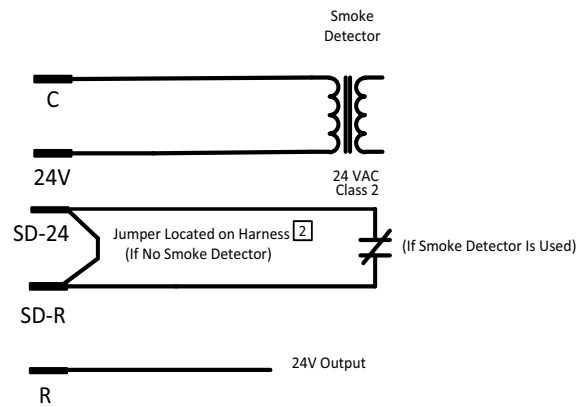 Smoke
Detector
C
24V
24 VAC
Class 2
SD-24
Jumper Located on Harness 2
(If No Smoke Detector)
(If Smoke Detector Is Used)
SD-R
24V Output
R